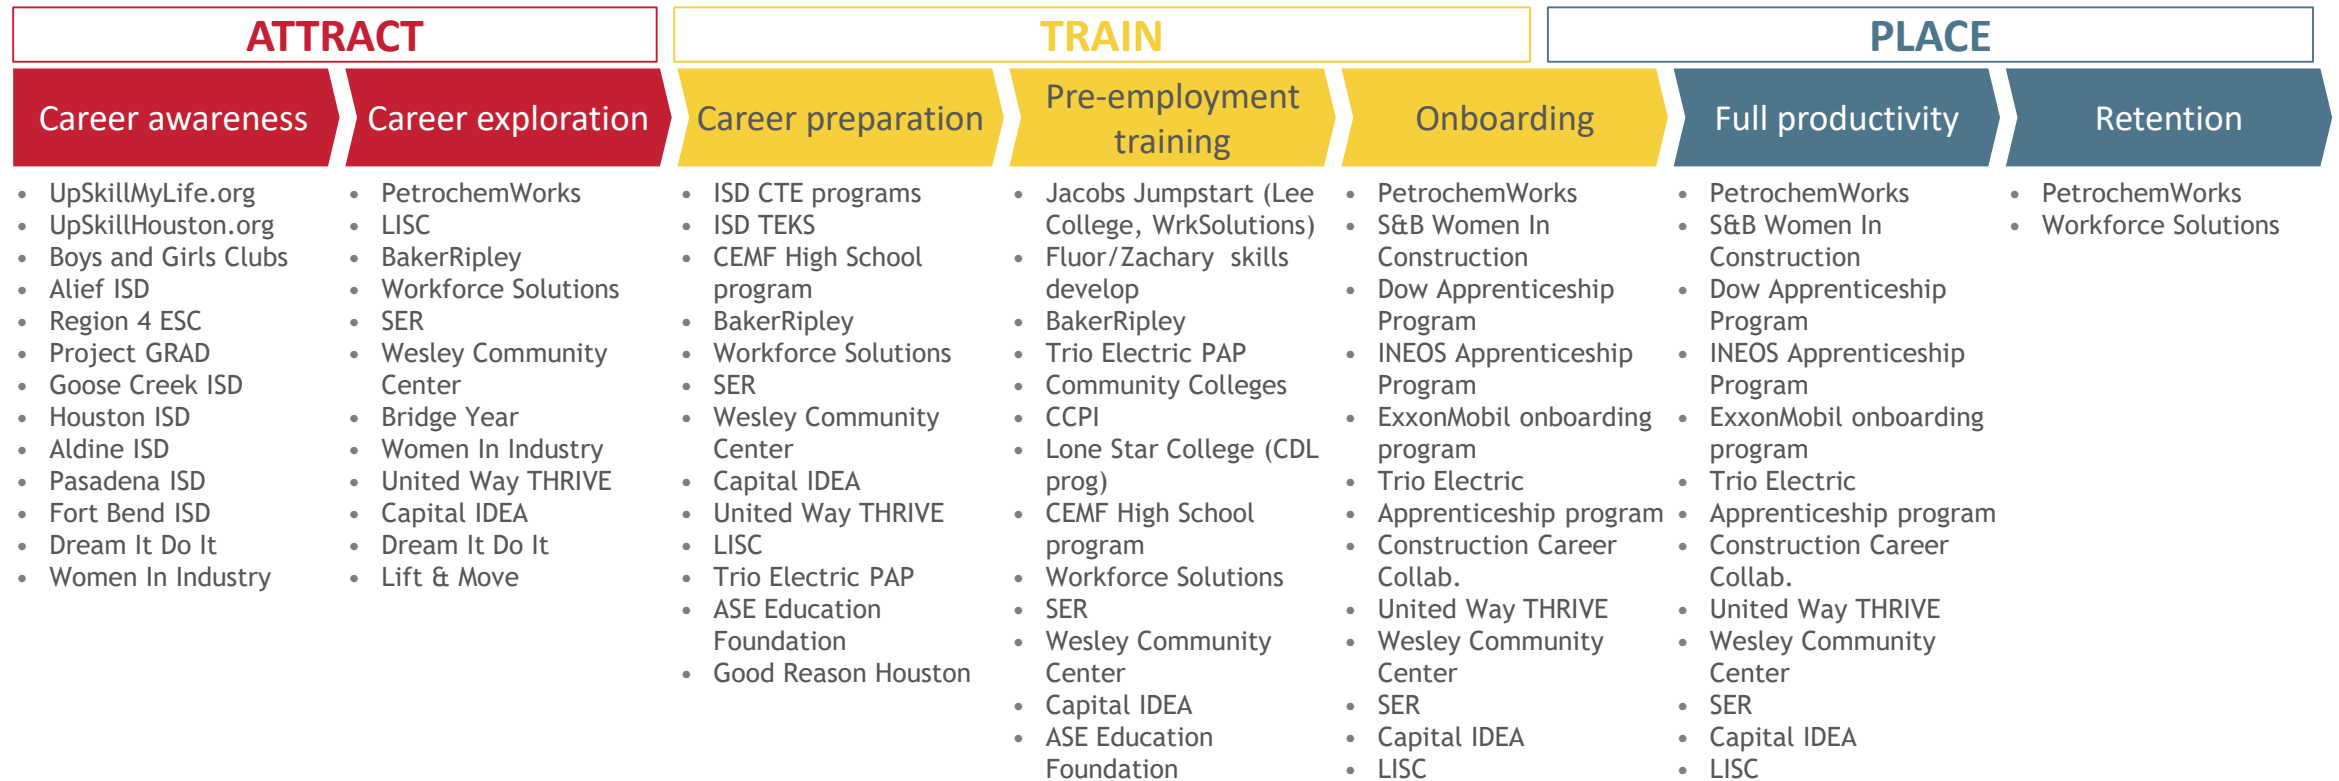 ATTRACT
TRAIN
PLACE
Career awareness
Career exploration
Career preparation
Pre-employment
training
Onboarding
Full productivity
Retention
• UpSkillMyLife.org
• UpSkillHouston.org
• Boys and Girls Clubs
• Alief ISD
• Region 4 ESC
• Project GRAD
• Goose Creek ISD
• Houston ISD
• Aldine ISD
• Pasadena ISD
• Fort Bend ISD
• Dream It Do It
• Women In Industry
• PetrochemWorks
• LISC
• BakerRipley
• Workforce Solutions
• SER
• Wesley Community
Center
• Bridge Year
• Women In Industry
• United Way THRIVE
• Capital IDEA
• Dream It Do It
• Lift & Move
• ISD CTE programs
• ISD TEKS
• CEMF High School
program
• BakerRipley
• Workforce Solutions
• SER
• Wesley Community
Center
• Capital IDEA
• United Way THRIVE
• LISC
• Trio Electric PAP
• ASE Education
Foundation
• Good Reason Houston
• Jacobs Jumpstart (Lee
College, WrkSolutions)
• Fluor/Zachary skills
develop
• BakerRipley
• Trio Electric PAP
• Community Colleges
• CCPI
• Lone Star College (CDL
prog)
• CEMF High School
program
• Workforce Solutions
• SER
• Wesley Community
Center
• Capital IDEA
• ASE Education
Foundation
• PetrochemWorks
• S&B Women In
Construction
• Dow Apprenticeship
Program
• INEOS Apprenticeship
Program
• ExxonMobil onboarding
program
• Trio Electric
• Apprenticeship program
• Construction Career
Collab.
• United Way THRIVE
• Wesley Community
Center
• SER
• Capital IDEA
• LISC
• PetrochemWorks
• S&B Women In
Construction
• Dow Apprenticeship
Program
• INEOS Apprenticeship
Program
• ExxonMobil onboarding
program
• Trio Electric
• Apprenticeship program
• Construction Career
Collab.
• United Way THRIVE
• Wesley Community
Center
• SER
• Capital IDEA
• LISC
• PetrochemWorks
• Workforce Solutions